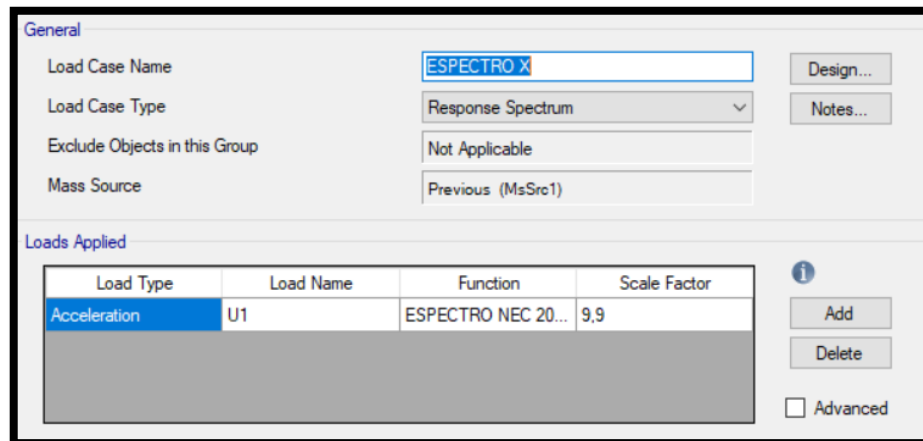 General
Load Case Name ESPECTRO X Design...
Load Case Type Response Spectrum Notes...
Exclude Objects in this Group Not Applicable
Mass Source Previous (MsSrc1)
Loads Applied
Load Type Load Name Function Scale Factor
Acceleration U1 ESPECTRO NEC 20... 9,9 Add
Delete
Advanced